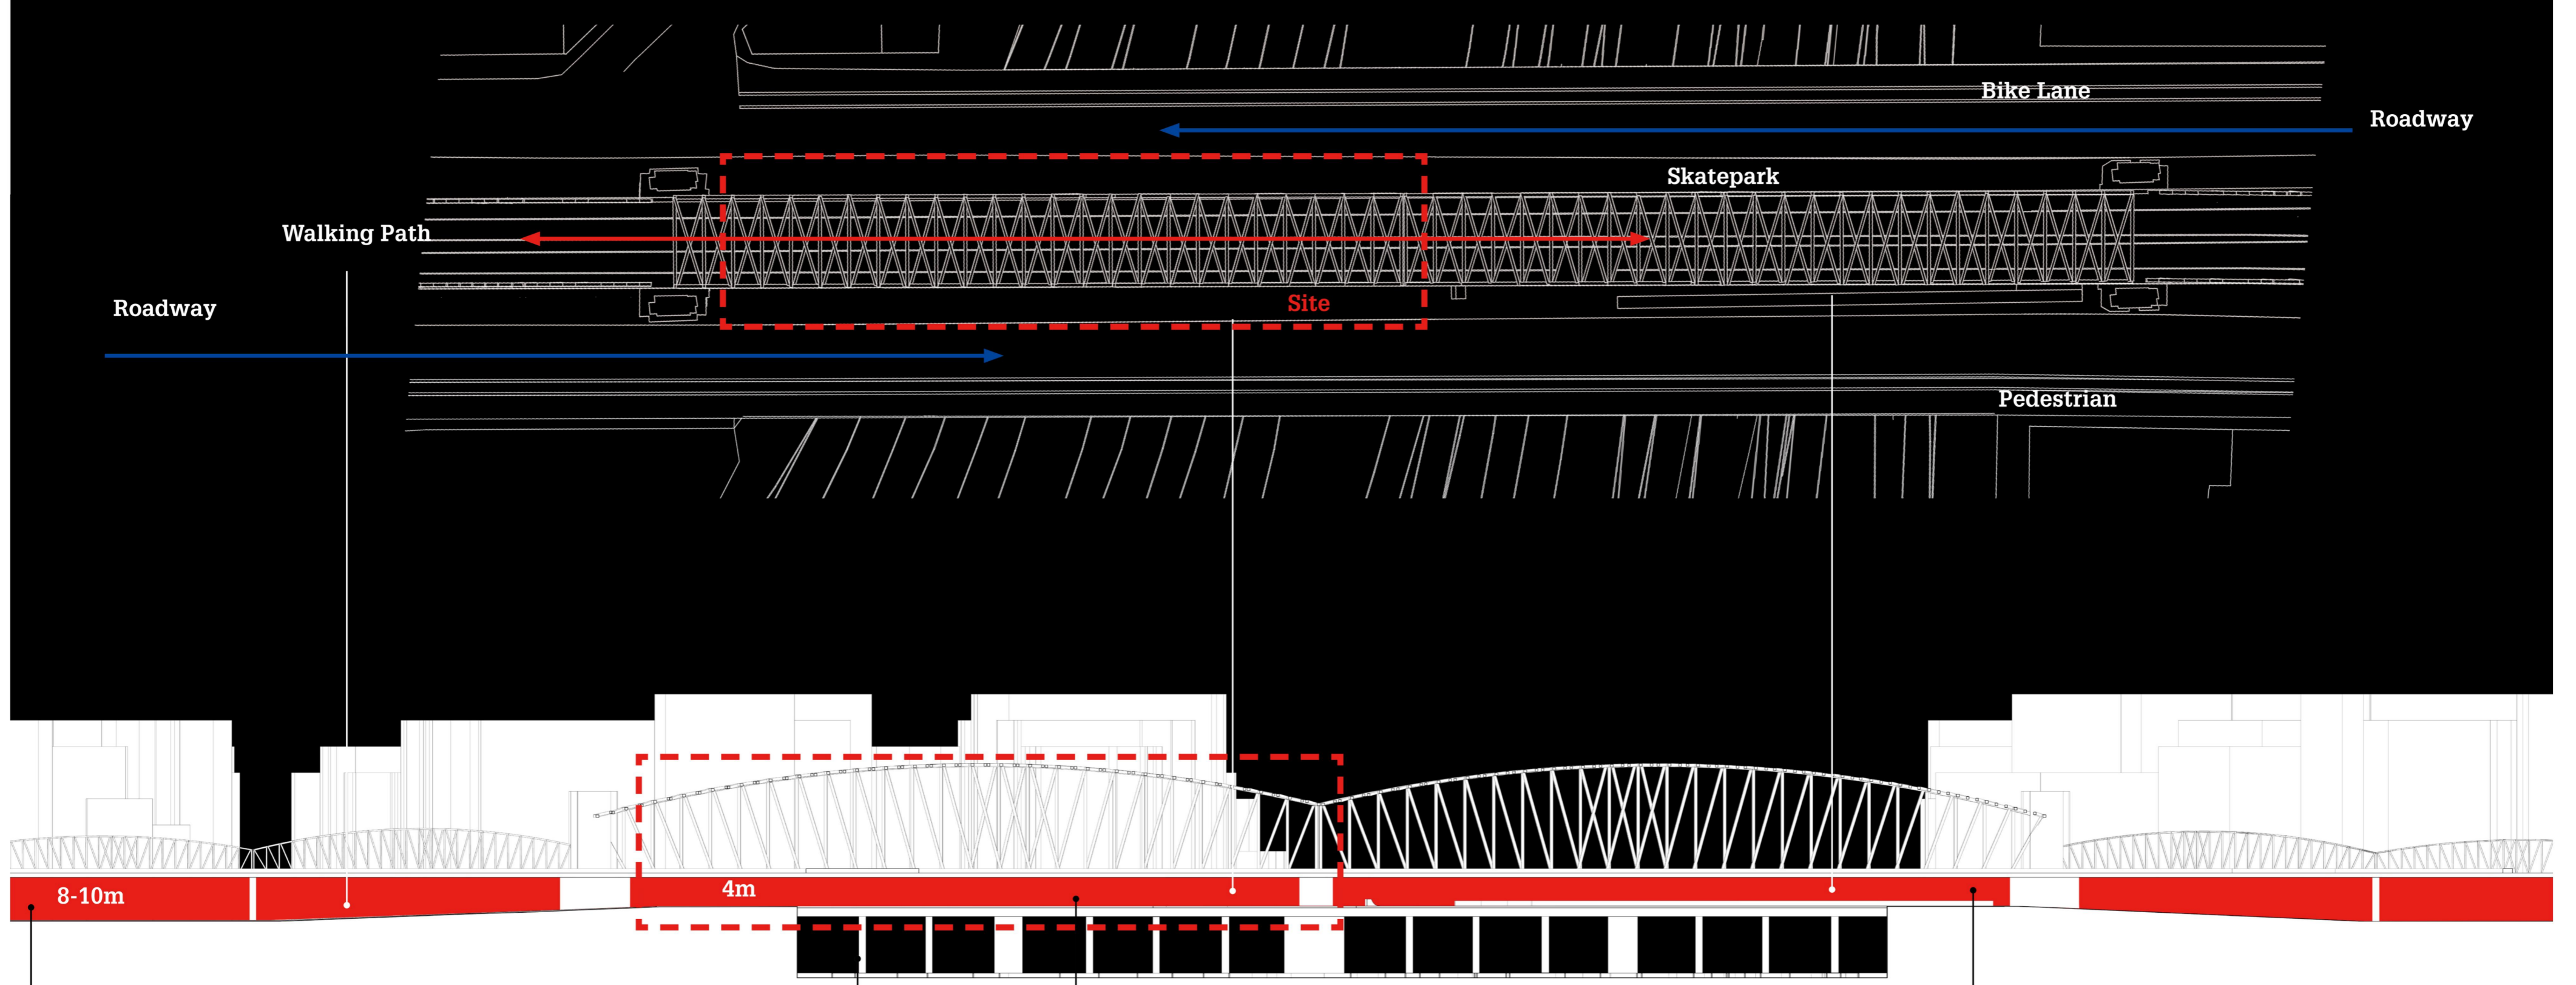 Bike Lane
Roadway
Skatepark
Walking Path
Site
Roadway
Pedestrian
8-10m
4m